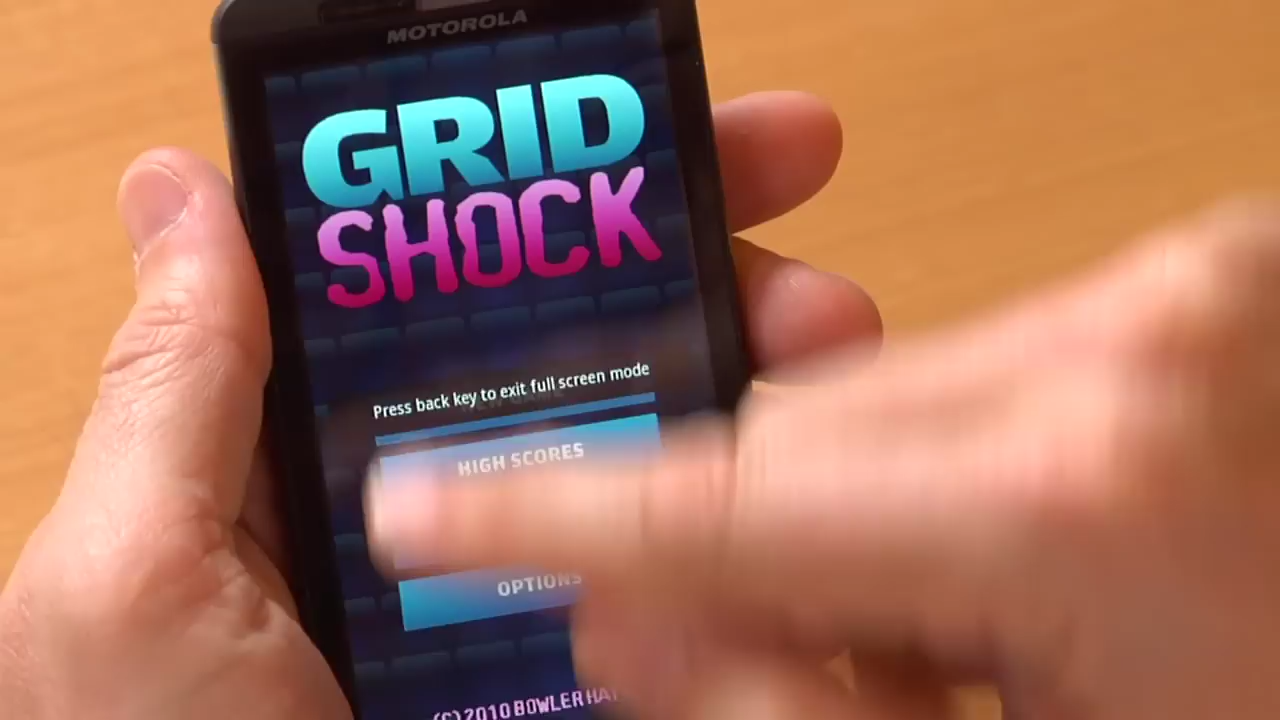 MOTOROLA
GRID
SHOCK
Press back key to exit full screen mode
HIGH SCORES
OPTIONS
(C)2010 BOWLER HA